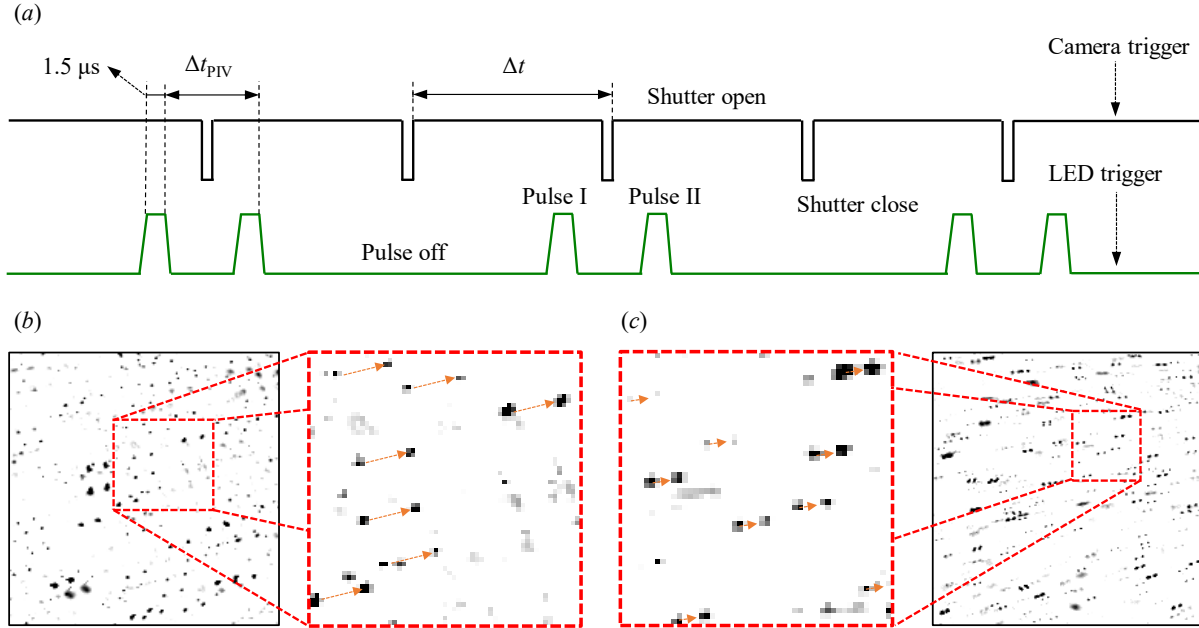 (a)
Camera trigger
1.5 μs
Δt_PIV
Δt
Shutter open
LED trigger
Pulse I
Pulse II
Shutter close
Pulse off
(b)
(c)